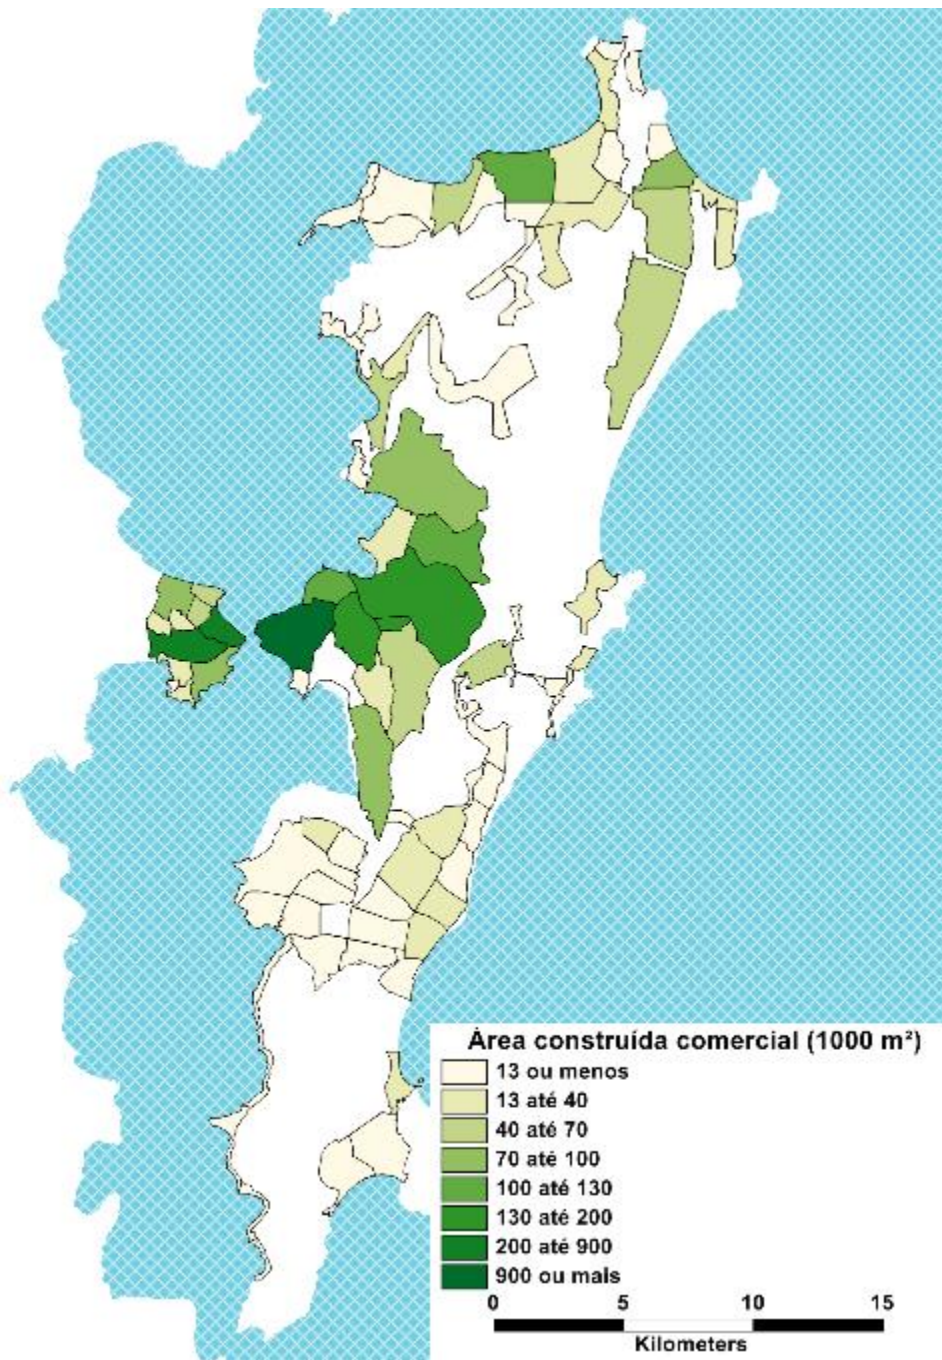 Área construída comercial (1000 m²)
13 ou menos
13 até 40
40 até 70
70 até 100
100 até 130
130 até 200
200 até 900
900 ou mais
0 5 10 15
Kilometers